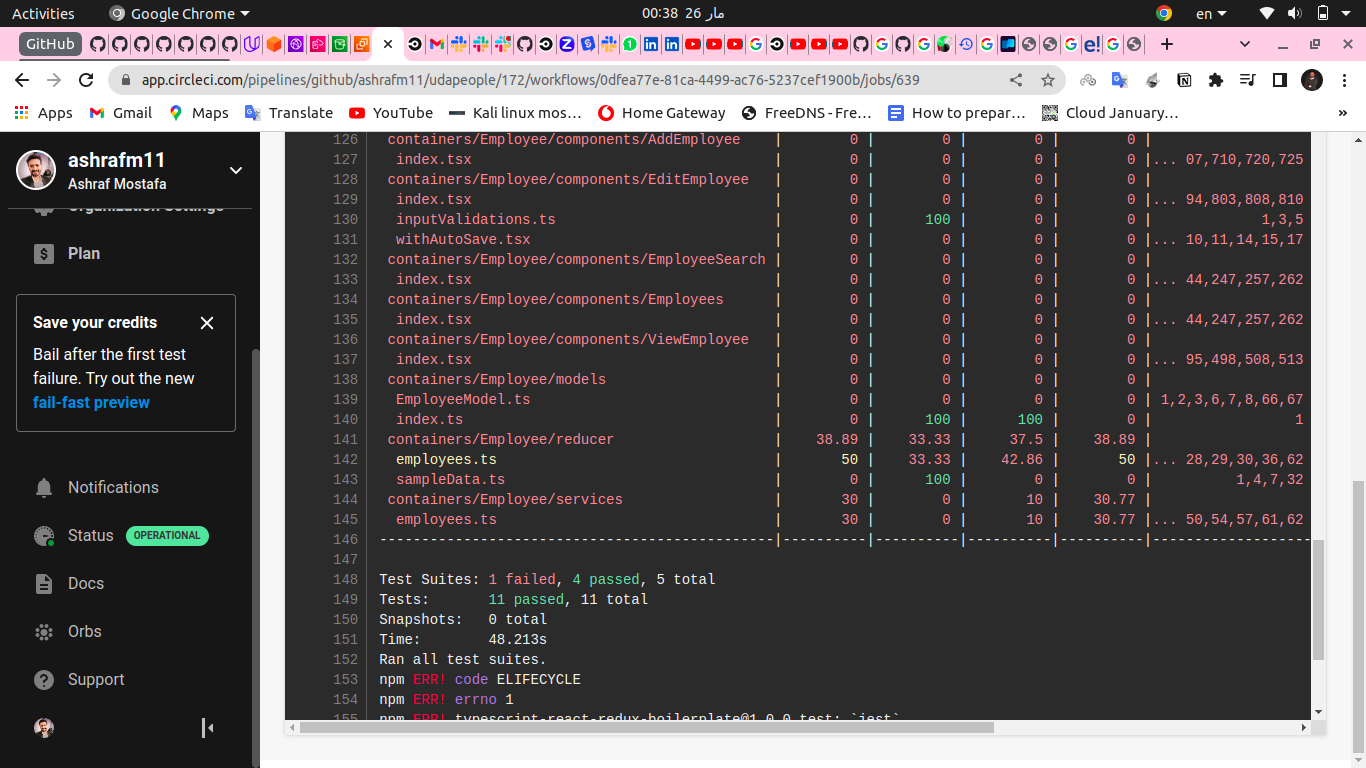 Activities
Google Chrome
00:38 26 مار
en
GitHub
app.circleci.com/pipelines/github/ashrafm11/udapeople/172/workflows/0dfea77e-81ca-4499-ac76-5237cef1900b/jobs/639
Apps
Gmail
Maps
Translate
YouTube
Kali linux mos…
Home Gateway
FreeDNS - Fre…
How to prepar…
Cloud January…
»
ashrafm11
Ashraf Mostafa
Organization Settings
Plan
Save your credits
Bail after the first test
failure. Try out the new
fail-fast preview
Notifications
Status OPERATIONAL
Docs
Orbs
Support
126 containers/Employee/components/AddEmployee | 0 | 0 | 0 | 0 |
127 index.tsx | 0 | 0 | 0 | 0 |... 07,710,720,725
128 containers/Employee/components/EditEmployee | 0 | 0 | 0 | 0 |
129 index.tsx | 0 | 0 | 0 | 0 |... 94,803,808,810
130 inputValidations.ts | 0 | 100 | 0 | 0 | 1,3,5
131 withAutoSave.tsx | 0 | 0 | 0 | 0 |... 10,11,14,15,17
132 containers/Employee/components/EmployeeSearch | 0 | 0 | 0 | 0 |
133 index.tsx | 0 | 0 | 0 | 0 |... 44,247,257,262
134 containers/Employee/components/Employees | 0 | 0 | 0 | 0 |
135 index.tsx | 0 | 0 | 0 | 0 |... 44,247,257,262
136 containers/Employee/components/ViewEmployee | 0 | 0 | 0 | 0 |
137 index.tsx | 0 | 0 | 0 | 0 |... 95,498,508,513
138 containers/Employee/models | 0 | 0 | 0 | 0 |
139 EmployeeModel.ts | 0 | 0 | 0 | 0 | 1,2,3,6,7,8,66,67
140 index.ts | 0 | 100 | 100 | 0 | 1
141 containers/Employee/reducer | 38.89 | 33.33 | 37.5 | 38.89 |
142 employees.ts | 50 | 33.33 | 42.86 | 50 |... 28,29,30,36,62
143 sampleData.ts | 0 | 100 | 0 | 0 | 1,4,7,32
144 containers/Employee/services | 30 | 0 | 10 | 30.77 |
145 employees.ts | 30 | 0 | 10 | 30.77 |... 50,54,57,61,62
146 -----------------------------------------------|----------|----------|----------|----------|-------------------
147
148 Test Suites: 1 failed, 4 passed, 5 total
149 Tests: 11 passed, 11 total
150 Snapshots: 0 total
151 Time: 48.213s
152 Ran all test suites.
153 npm ERR! code ELIFECYCLE
154 npm ERR! errno 1
155 npm ERR! typescript-react-redux-boilerplate@1.0.0 test: `jest`